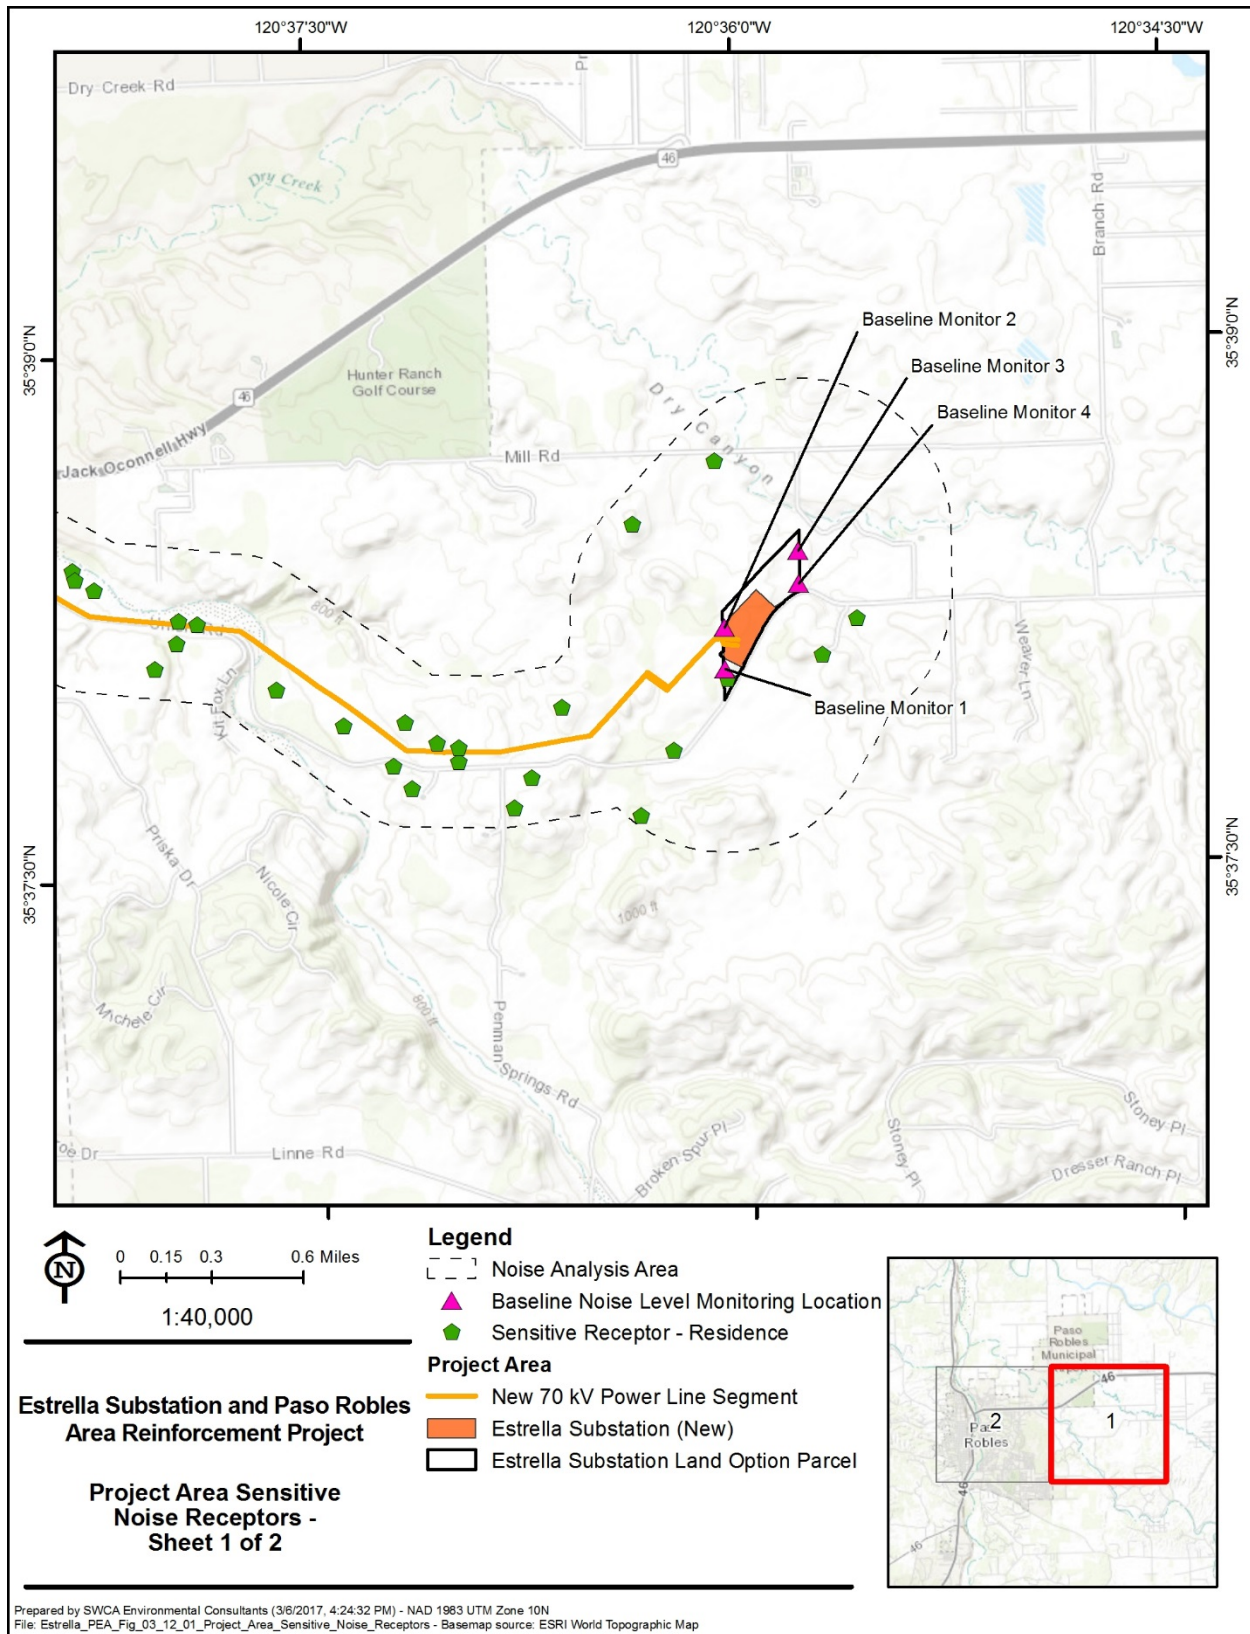 120°37'30"W
120°36'0"W
120°34'30"W
Dry Creek Rd
Pr
46
Dry Creek
Branch Rd
Baseline Monitor 2
35°39'0"N
35°39'0"N
Hunter Ranch
Golf Course
Baseline Monitor 3
46
Dry Canyon
Baseline Monitor 4
Jack Oconnell Hwy
Mill Rd
800 ft
Weaver Ln
Kit Fox Ln
Baseline Monitor 1
Priska Dr
35°37'30"N
35°37'30"N
Nicole Cir
1000 ft
Michele Cir
800 ft
Penman Springs Rd
Stoney Pl
Stoney Pl
Broken Spur Pl
roe Dr
Linne Rd
Dresser Ranch Pl
N
0 0.15 0.3 0.6 Miles
1:40,000
Legend
Noise Analysis Area
Baseline Noise Level Monitoring Location
Sensitive Receptor - Residence
Project Area
New 70 kV Power Line Segment
Estrella Substation (New)
Estrella Substation Land Option Parcel
Estrella Substation and Paso Robles
Area Reinforcement Project
Project Area Sensitive
Noise Receptors -
Sheet 1 of 2
Paso
Robles
Municipal
46
2
1
Robles
46
46
Prepared by SWCA Environmental Consultants (3/6/2017, 4:24:32 PM) - NAD 1983 UTM Zone 10N
File: Estrella_PEA_Fig_03_12_01_Project_Area_Sensitive_Noise_Receptors - Basemap source: ESRI World Topographic Map